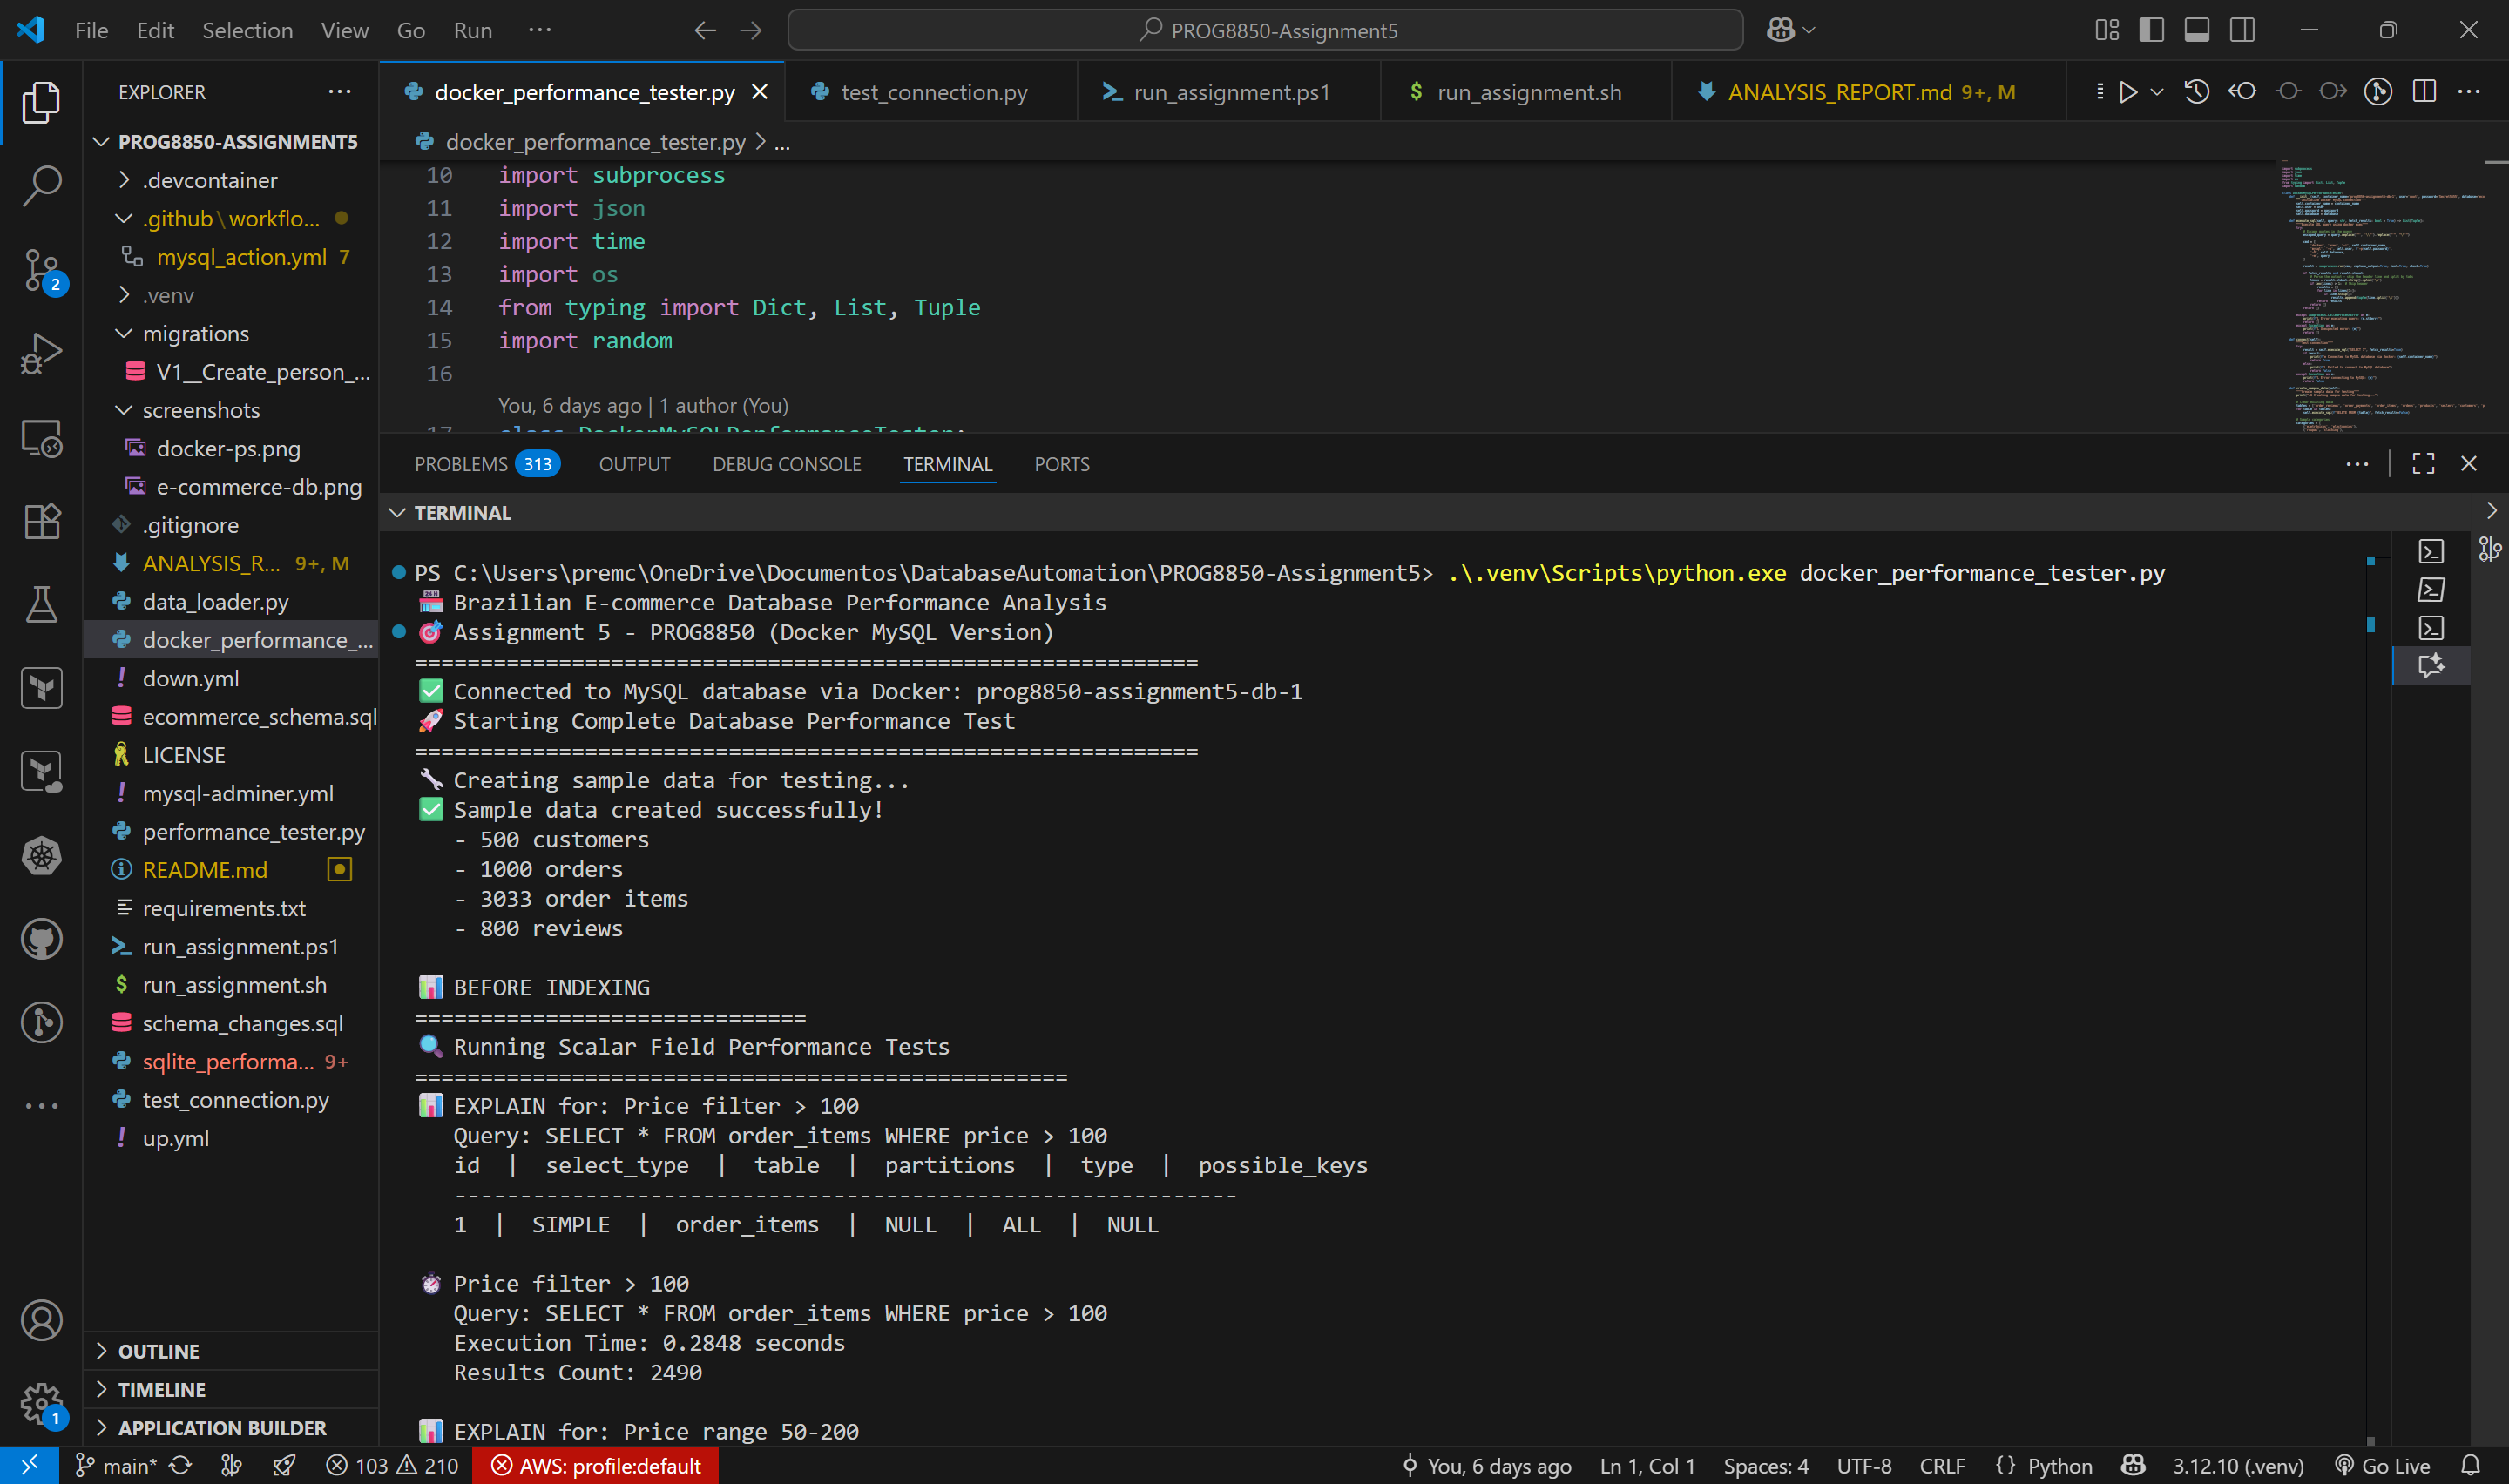 File Edit Selection View Go Run ··· PROG8850-Assignment5
EXPLORER
PROG8850-ASSIGNMENT5
.devcontainer
.github\workflo...
mysql_action.yml 7
.venv
migrations
V1__Create_person_...
screenshots
docker-ps.png
e-commerce-db.png
.gitignore
ANALYSIS_R... 9+, M
data_loader.py
docker_performance_...
down.yml
ecommerce_schema.sql
LICENSE
mysql-adminer.yml
performance_tester.py
README.md
requirements.txt
run_assignment.ps1
run_assignment.sh
schema_changes.sql
sqlite_performa... 9+
test_connection.py
up.yml
OUTLINE
TIMELINE
APPLICATION BUILDER
2
1
docker_performance_tester.py test_connection.py run_assignment.ps1 run_assignment.sh ANALYSIS_REPORT.md 9+, M
docker_performance_tester.py > ...
10 import subprocess
11 import json
12 import time
13 import os
14 from typing import Dict, List, Tuple
15 import random
16
You, 6 days ago | 1 author (You)
17 class DockerMySQLPerformanceTester:
PROBLEMS 313 OUTPUT DEBUG CONSOLE TERMINAL PORTS
TERMINAL
PS C:\Users\premc\OneDrive\Documentos\DatabaseAutomation\PROG8850-Assignment5> .\.venv\Scripts\python.exe docker_performance_tester.py
🏪 Brazilian E-commerce Database Performance Analysis
🎯 Assignment 5 - PROG8850 (Docker MySQL Version)
============================================================
✅ Connected to MySQL database via Docker: prog8850-assignment5-db-1
🚀 Starting Complete Database Performance Test
============================================================
🔧 Creating sample data for testing...
✅ Sample data created successfully!
- 500 customers
- 1000 orders
- 3033 order items
- 800 reviews
📊 BEFORE INDEXING
==============================
🔍 Running Scalar Field Performance Tests
==================================================
📊 EXPLAIN for: Price filter > 100
Query: SELECT * FROM order_items WHERE price > 100
id | select_type | table | partitions | type | possible_keys
------------------------------------------------------------
1 | SIMPLE | order_items | NULL | ALL | NULL
⏱ Price filter > 100
Query: SELECT * FROM order_items WHERE price > 100
Execution Time: 0.2848 seconds
Results Count: 2490
📊 EXPLAIN for: Price range 50-200
main* 103 210 AWS: profile:default You, 6 days ago Ln 1, Col 1 Spaces: 4 UTF-8 CRLF {} Python 3.12.10 (.venv) Go Live